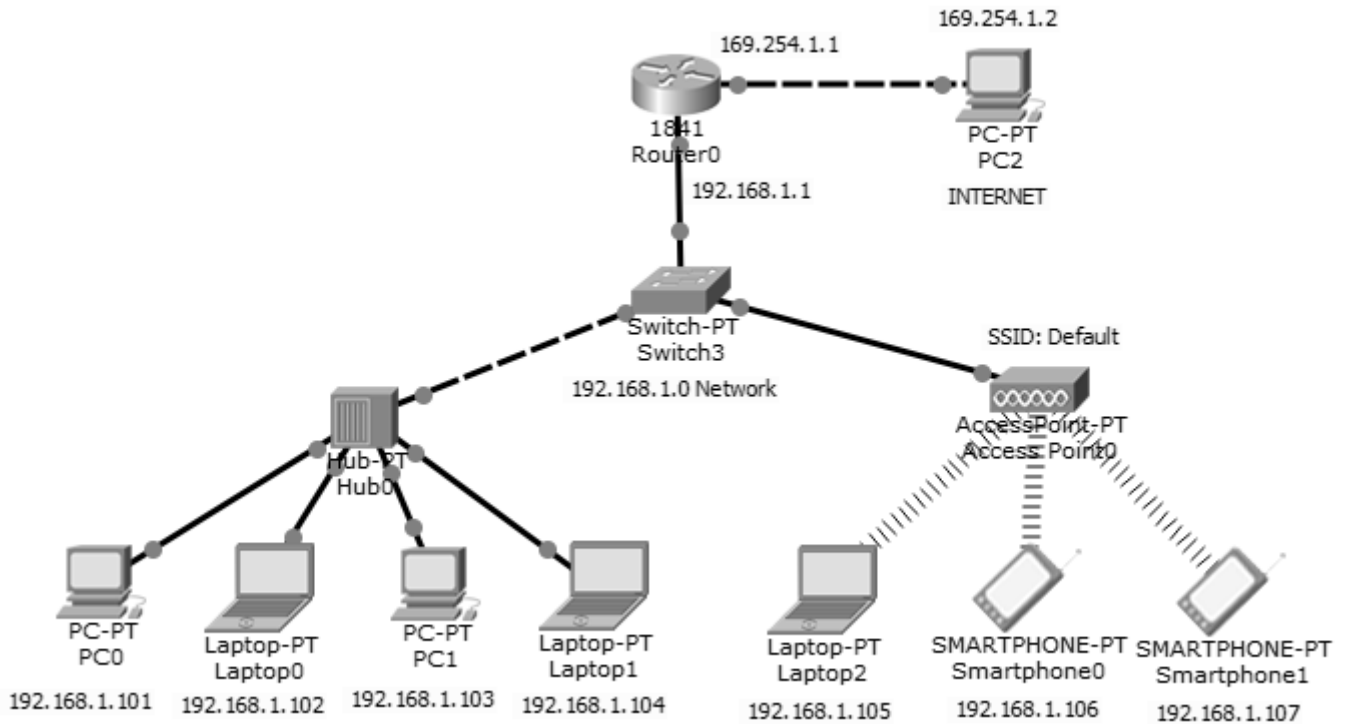 169.254.1.2
169.254.1.1
1841
Router0
PC-PT
PC2
INTERNET
192.168.1.1
Switch-PT
Switch3
192.168.1.0 Network
SSID: Default
AccessPoint-PT
Access Point0
Hub-PT
Hub0
PC-PT
PC0
192.168.1.101
Laptop-PT
Laptop0
192.168.1.102
PC-PT
PC1
192.168.1.103
Laptop-PT
Laptop1
192.168.1.104
Laptop-PT
Laptop2
192.168.1.105
SMARTPHONE-PT
Smartphone0
192.168.1.106
SMARTPHONE-PT
Smartphone1
192.168.1.107